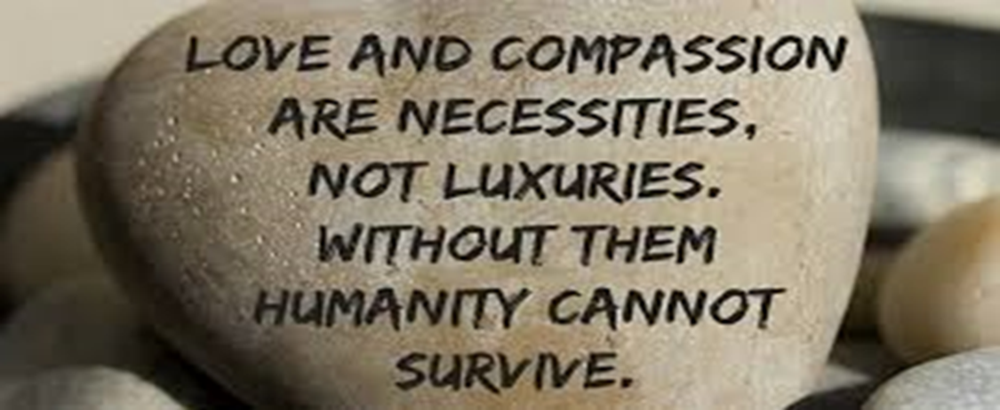 LOVE AND COMPASSION
ARE NECESSITIES,
NOT LUXURIES.
WITHOUT THEM
HUMANITY CANNOT
SURVIVE.